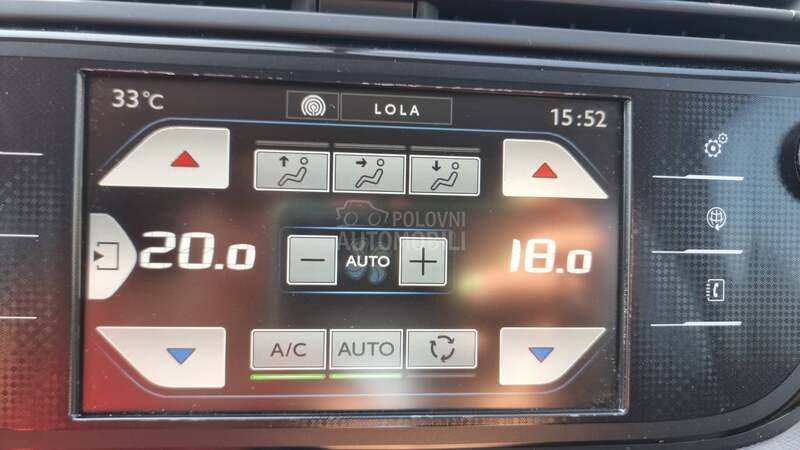 33°C
LOLA
15:52
POLOVNI
AUTOMOBILI
20.0
- AUTO +
18.0
A/C
AUTO